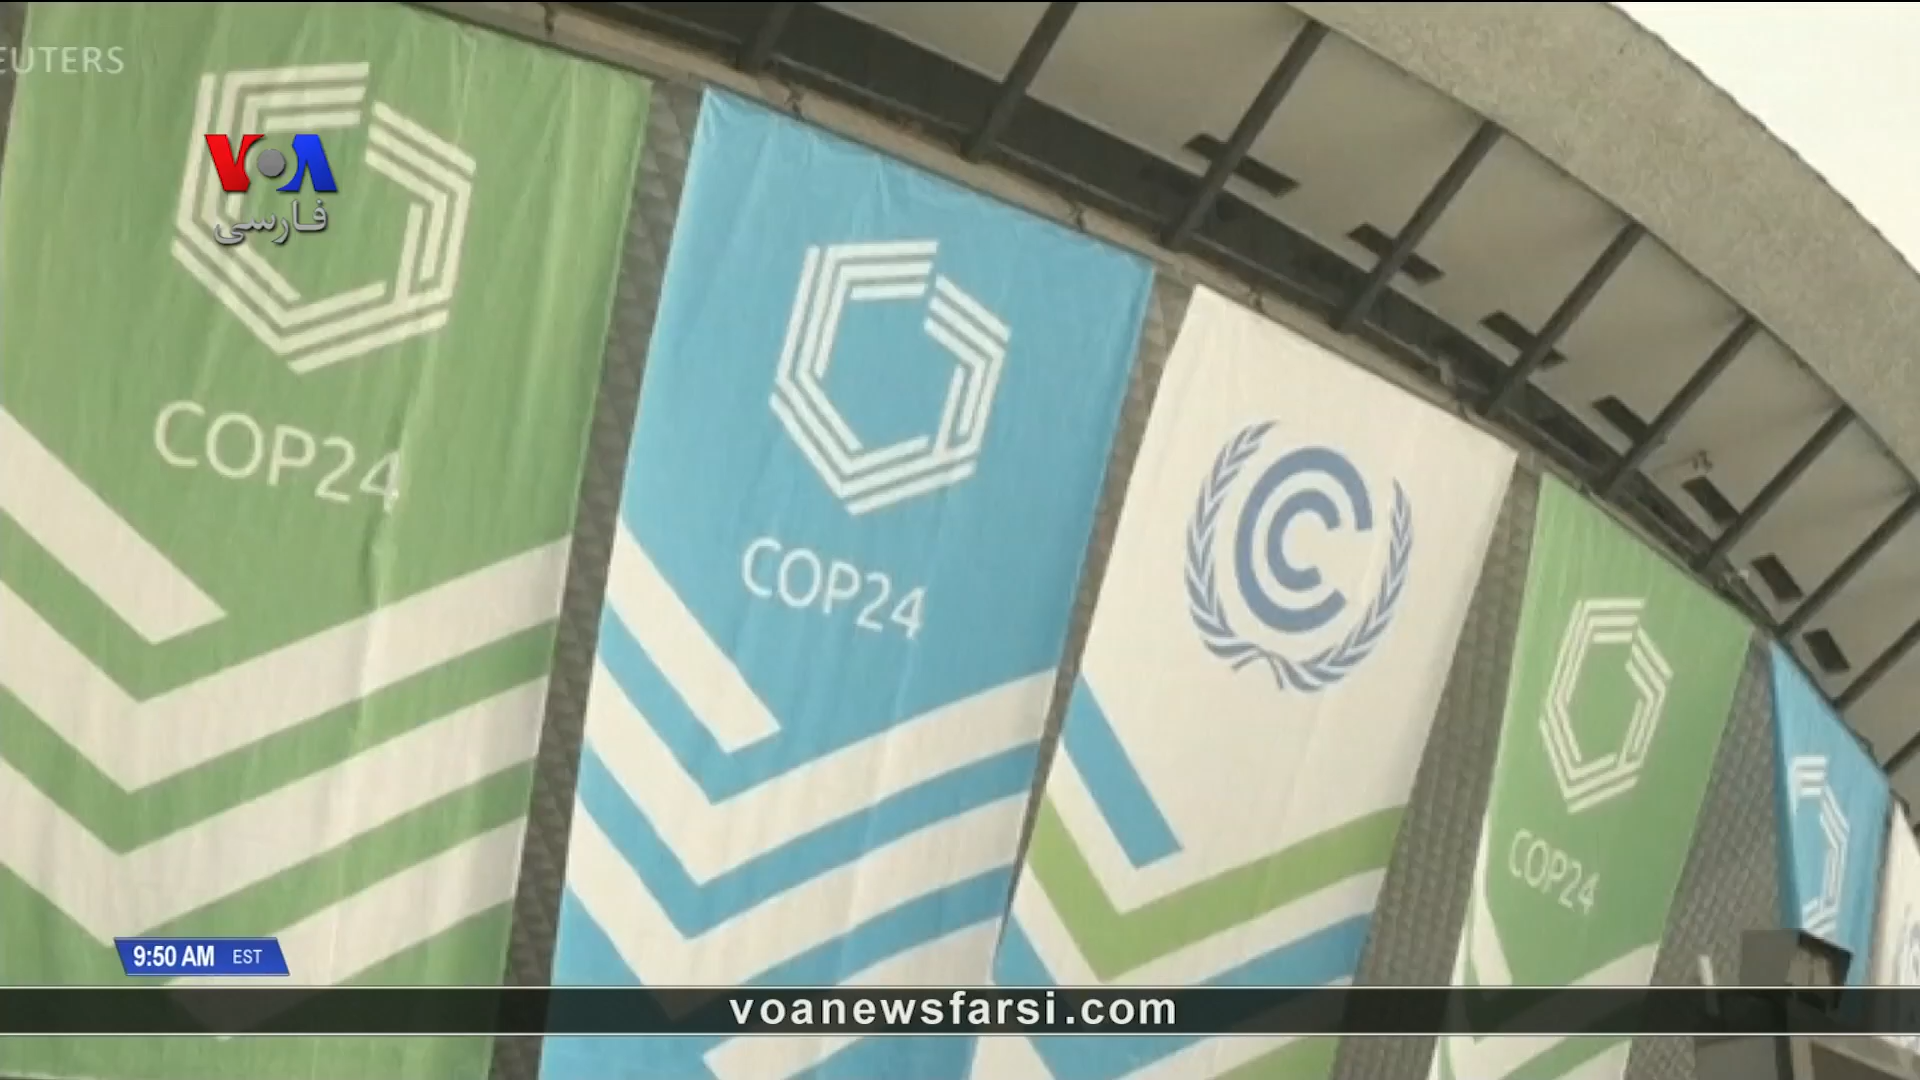 EUTERS
VOA
فارسی
COP24
COP24
COP24
9:50 AM EST
voanewsfarsi.com